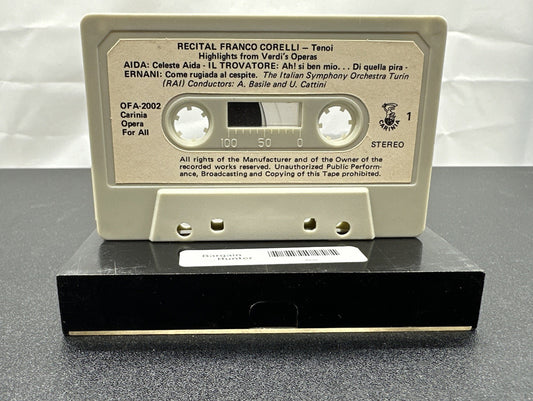 RECITAL FRANCO CORELLI – Tenoi
Highlights from Verdi's Operas
AIDA: Celeste Aida - IL TROVATORE: Ah! si ben mio. . . Di quella pira -
ERNANI: Come rugiada al cespite. The Italian Symphony Orchestra Turin
(RAI) Conductors: A. Basile and U. Cattini
OFA-2002
Carinia
Opera
For All
CARINIA
1
STEREO
100 50 0
All rights of the Manufacturer and of the Owner of the
recorded works reserved. Unauthorized Public Perform-
ance, Broadcasting and Copying of this Tape prohibited.
Bargain
Hunter